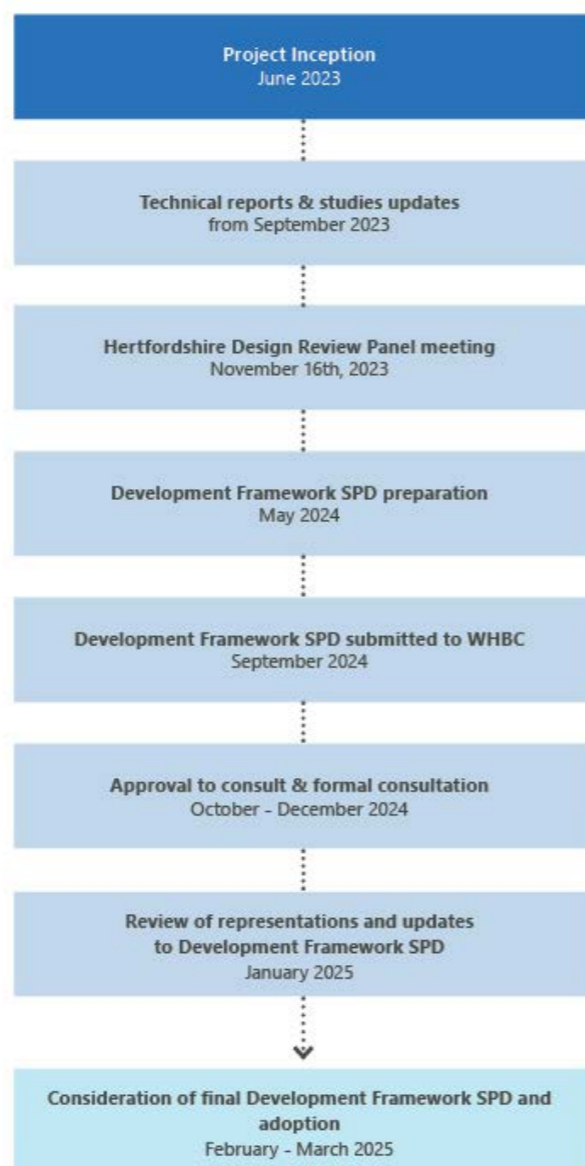 Project Inception
June 2023
Technical reports & studies updates
from September 2023
Hertfordshire Design Review Panel meeting
November 16th, 2023
Development Framework SPD preparation
May 2024
Development Framework SPD submitted to WHBC
September 2024
Approval to consult & formal consultation
October - December 2024
Review of representations and updates
to Development Framework SPD
January 2025
Consideration of final Development Framework SPD and
adoption
February - March 2025